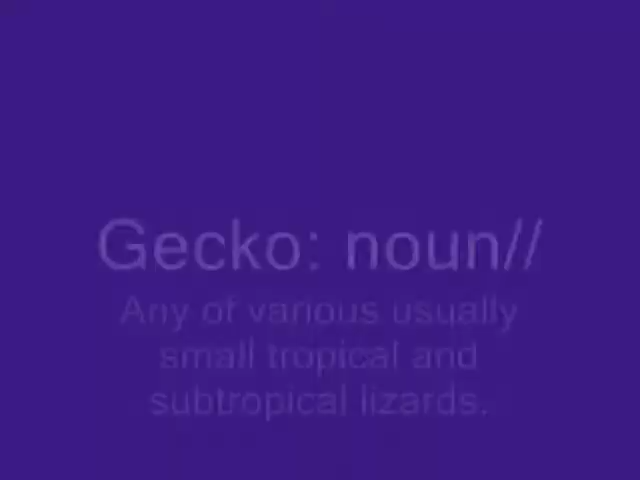 Gecko: noun//
Any of various usually
small tropical and
subtropical lizards.